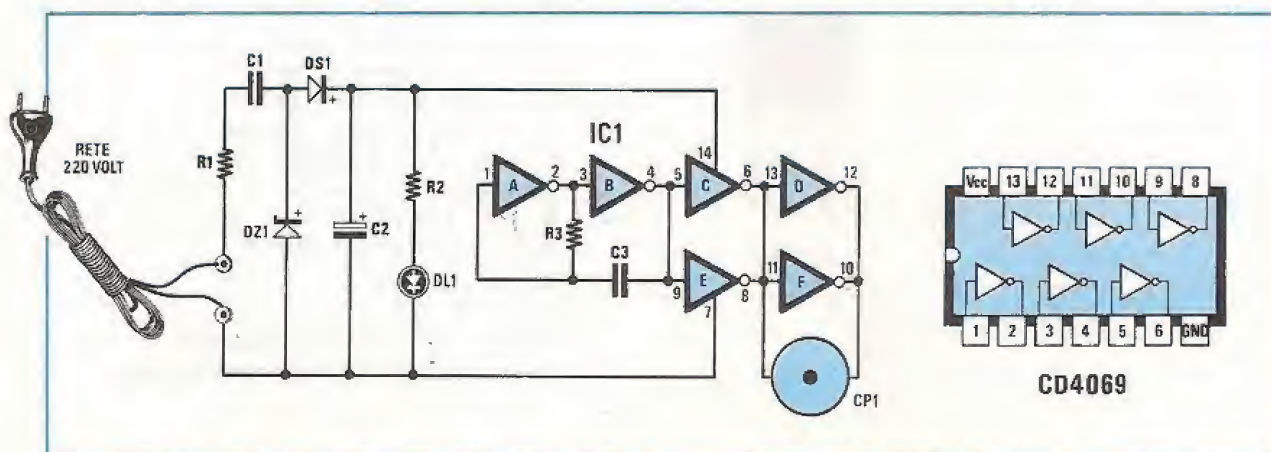 C1
DS1
RETE
220 VOLT
R1
DZ1
+
+
+
C2
R2
DL1
IC1
1
A
2
3
B
4
5
C
14
6
13
D
12
R3
C3
9
E
7
8
11
F
10
CP1
Vcc 13 12 11 10 9 8
1 2 3 4 5 6 GND
CD4069